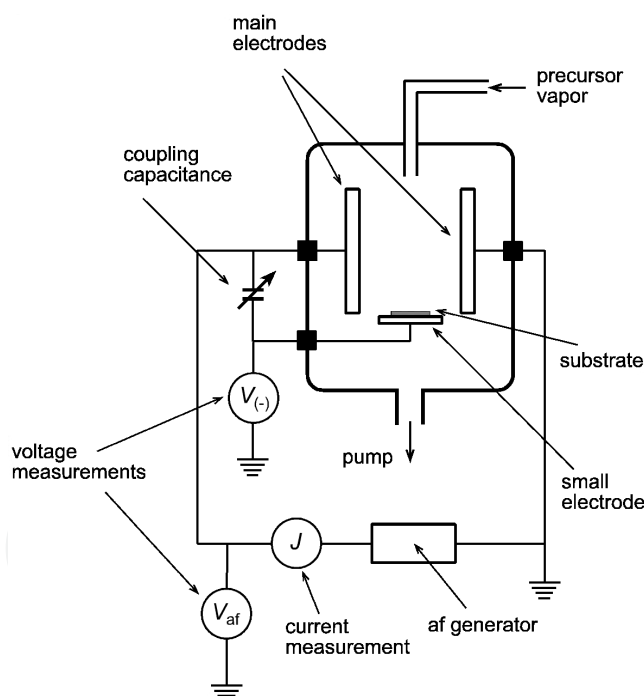 main
electrodes
precursor
vapor
coupling
capacitance
substrate
V(-)
voltage
measurements
pump
small
electrode
J
Vaf
current
measurement
af generator